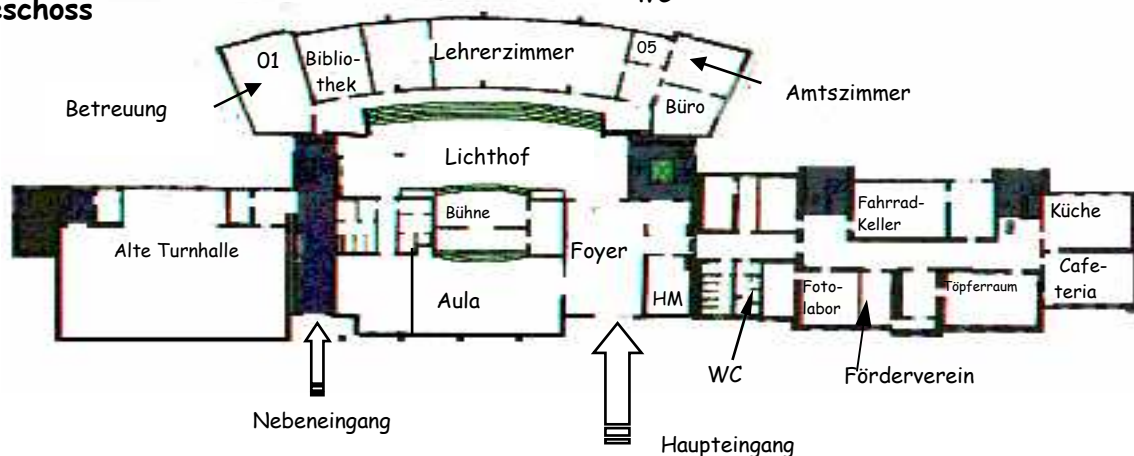 eschoss
01
Biblio-
thek
Lehrerzimmer
05
Büro
Amtszimmer
Betreuung
Lichthof
Bühne
Fahrrad-
Keller
Küche
Alte Turnhalle
Foyer
Aula
HM
Foto-
labor
Töpferraum
Cafe-
teria
WC
Förderverein
Nebeneingang
Haupteingang